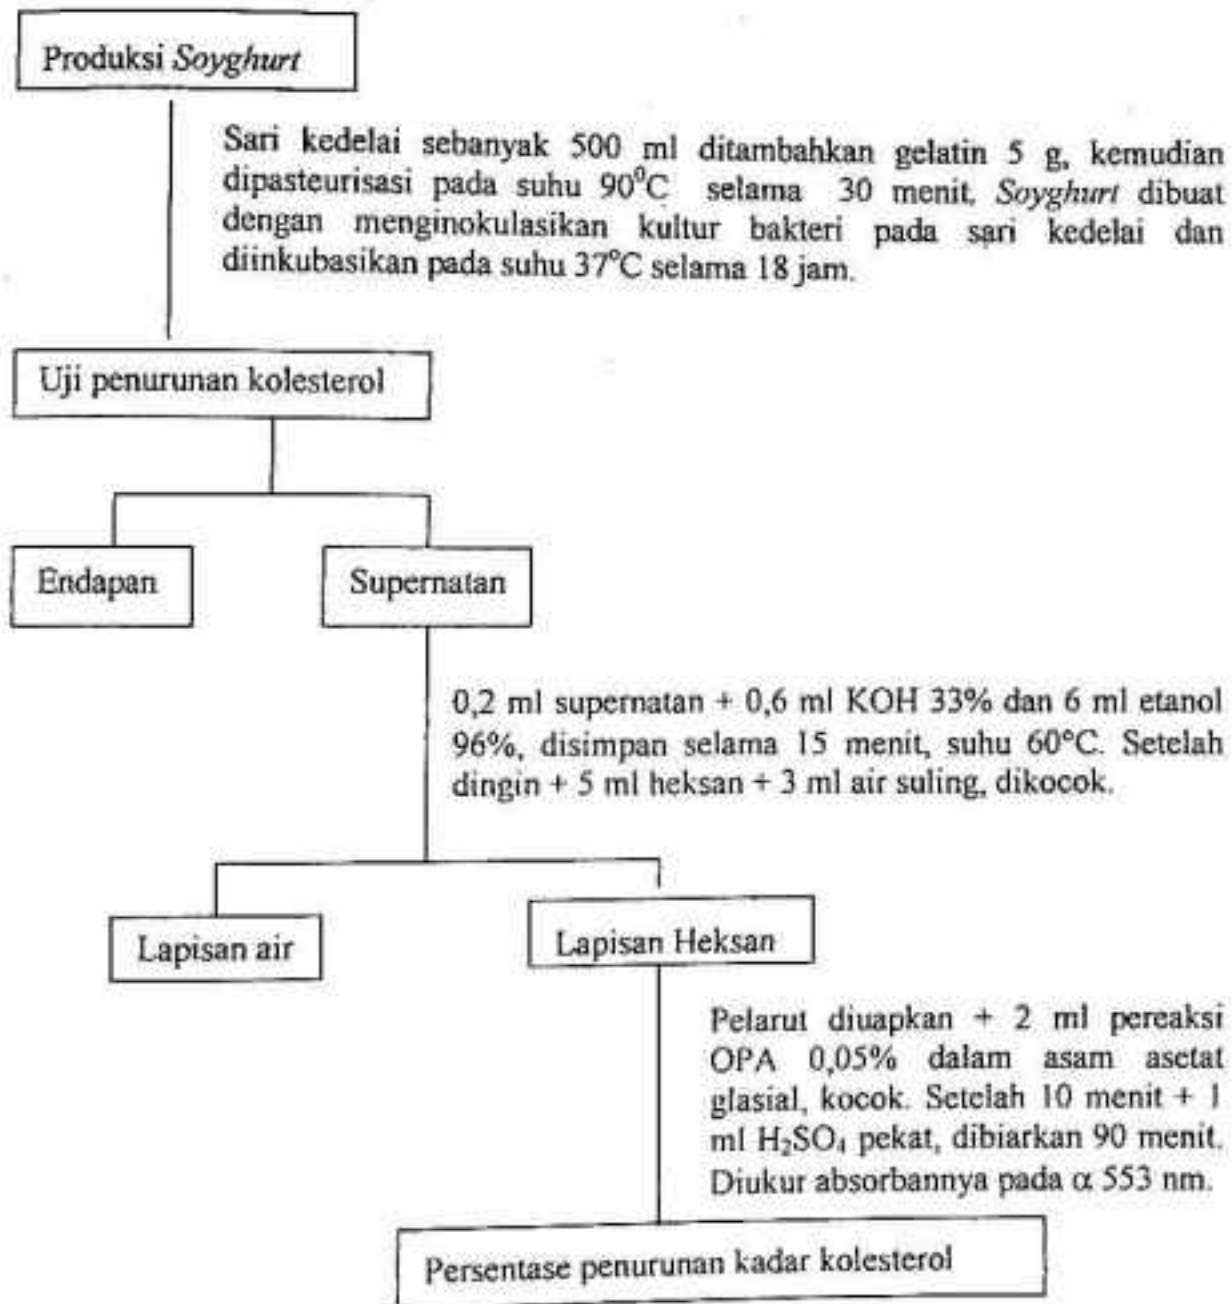 Produksi Soyghurt
Sari kedelai sebanyak 500 ml ditambahkan gelatin 5 g, kemudian
dipasteurisasi pada suhu 90⁰C selama 30 menit. Soyghurt dibuat
dengan menginokulasikan kultur bakteri pada sari kedelai dan
diinkubasikan pada suhu 37°C selama 18 jam.
Uji penurunan kolesterol
Endapan
Supernatan
0,2 ml supernatan + 0,6 ml KOH 33% dan 6 ml etanol
96%, disimpan selama 15 menit, suhu 60°C. Setelah
dingin + 5 ml heksan + 3 ml air suling, dikocok.
Lapisan air
Lapisan Heksan
Pelarut diuapkan + 2 ml pereaksi
OPA 0,05% dalam asam asetat
glasial, kocok. Setelah 10 menit + 1
ml H₂SO₄ pekat, dibiarkan 90 menit.
Diukur absorbannya pada α 553 nm.
Persentase penurunan kadar kolesterol